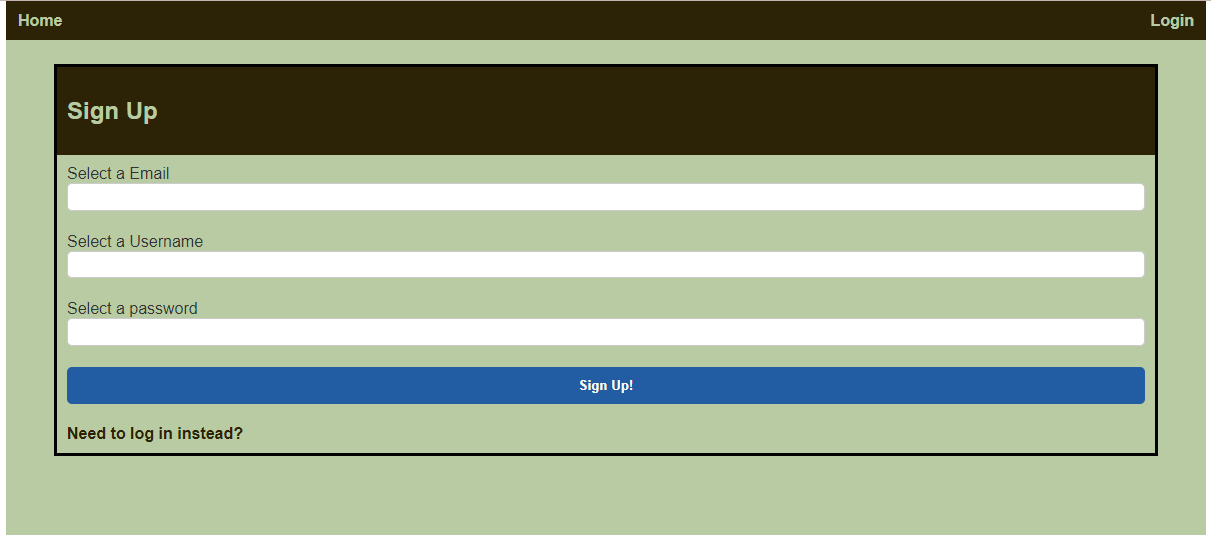 Home Login
Sign Up
Select a Email
Select a Username
Select a password
Sign Up!
Need to log in instead?